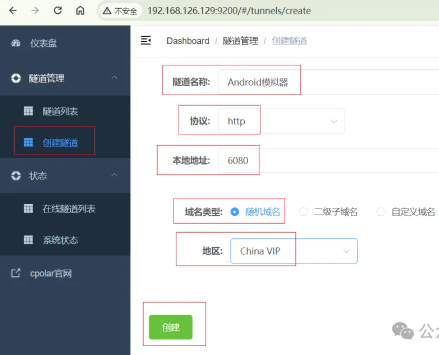 不安全 192.168.126.129:9200/#/tunnels/create
仪表盘
隧道管理
隧道列表
创建隧道
状态
在线隧道列表
系统状态
cpolar官网
Dashboard / 隧道管理 / 创建隧道
隧道名称: Android模拟器
协议: http
本地地址: 6080
域名类型: 随机域名 二级子域名 自定义域名
地区: China VIP
创建